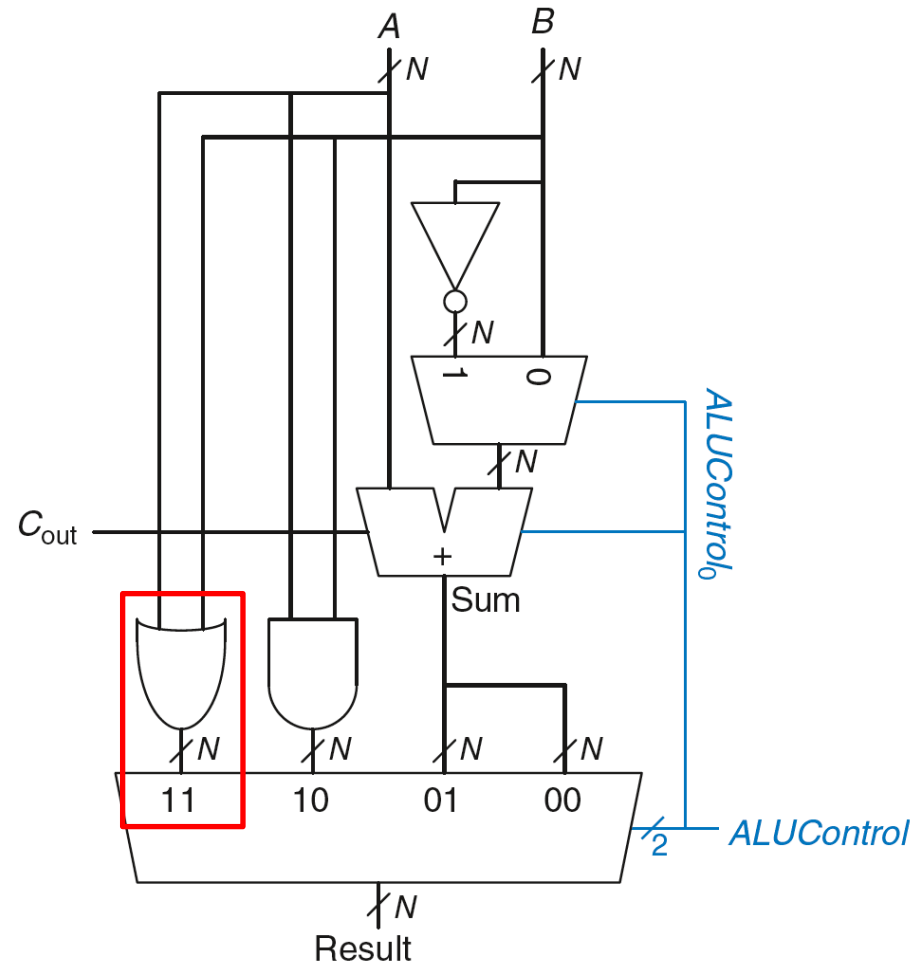 A B
N N
N
1 0
N
ALUControl0
Cout
+
Sum
N N N N
11 10 01 00
2 ALUControl
N
Result